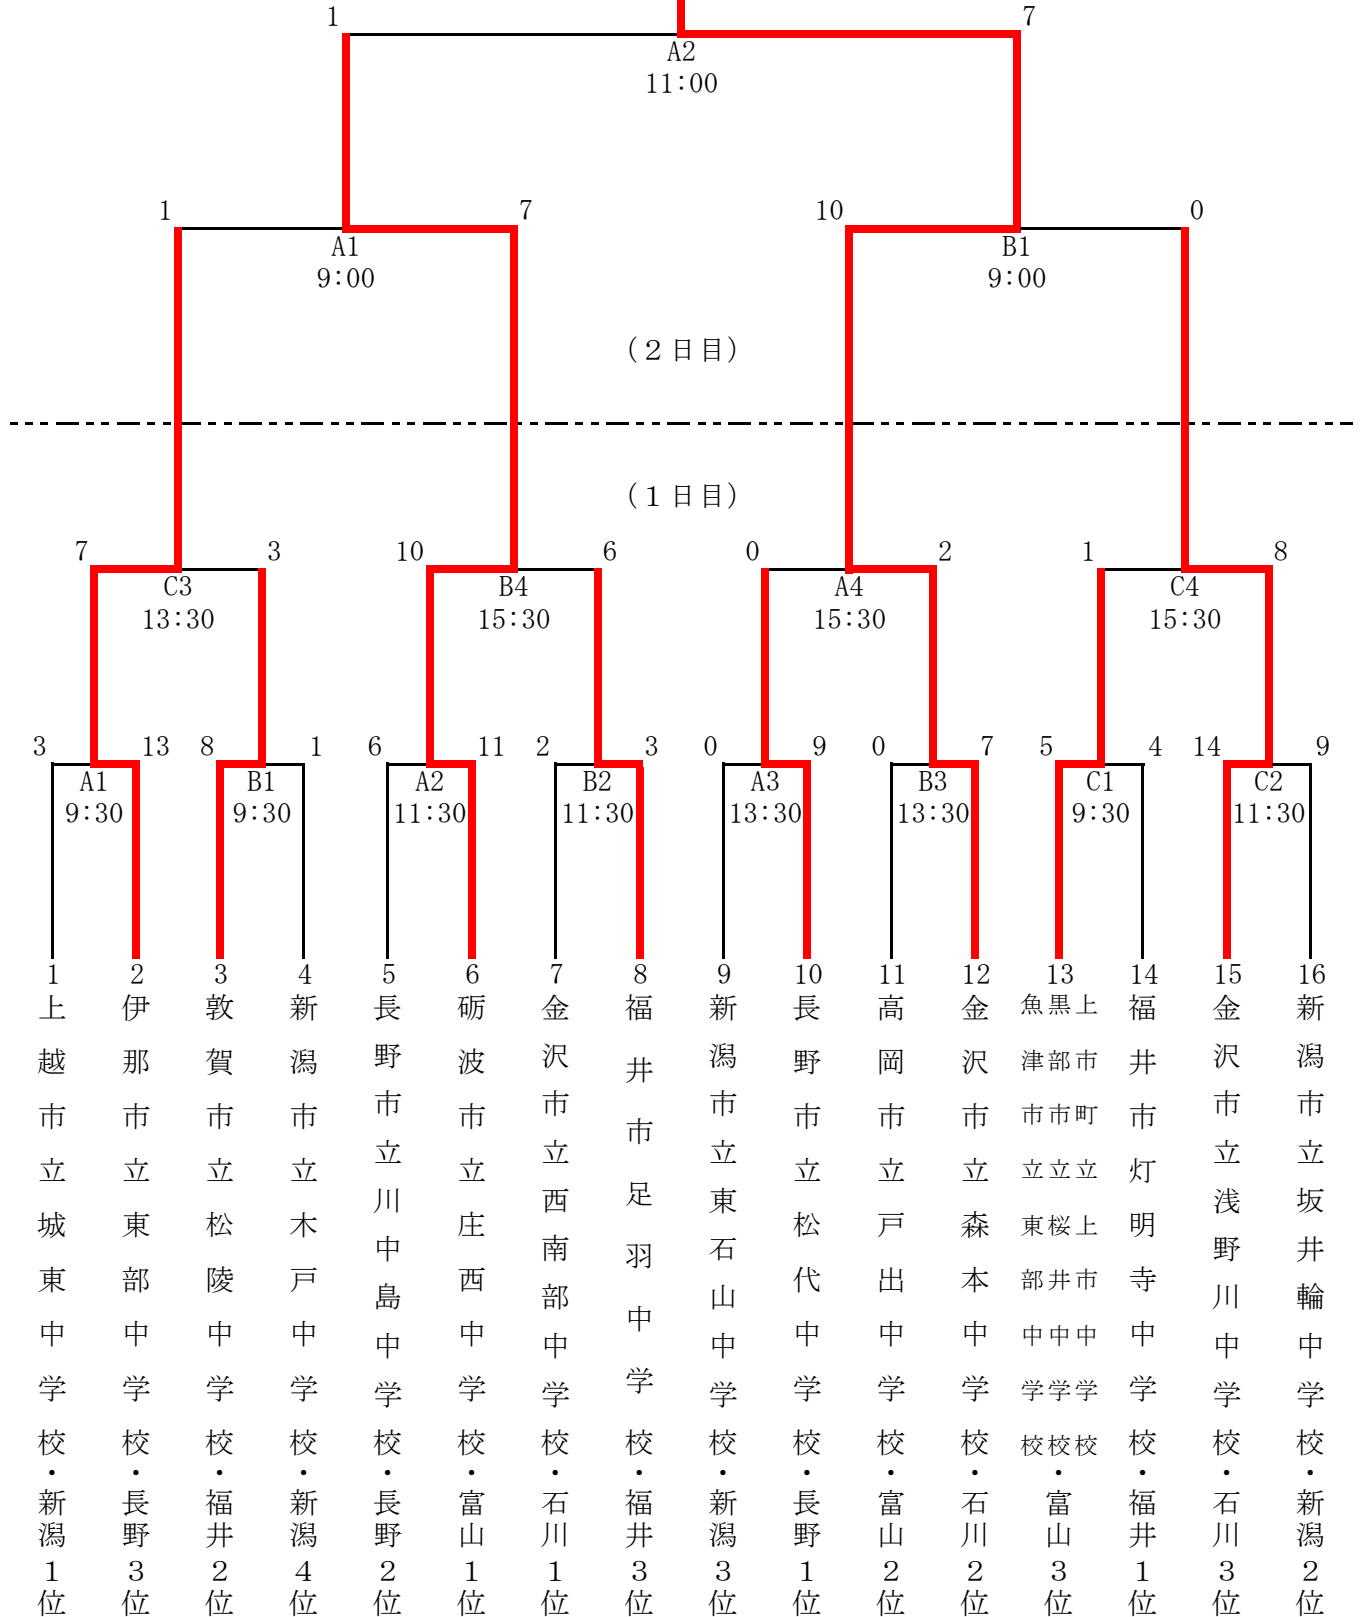 1 7
A2
11:00
1 7 10 0
A1 B1
9:00 9:00
(２日目)
(１日目)
7 3 10 6 0 2 1 8
C3 B4 A4 C4
13:30 15:30 15:30 15:30
3 13 8 1 6 11 2 3 0 9 0 7 5 4 14 9
A1 B1 A2 B2 A3 B3 C1 C2
9:30 9:30 11:30 11:30 13:30 13:30 9:30 11:30
1 2 3 4 5 6 7 8 9 10 11 12 13 14 15 16
上越市立城東中学校・新潟１位
伊那市立東部中学校・長野３位
敦賀市立松陵中学校・福井２位
新潟市立木戸中学校・新潟４位
長野市立川中島中学校・長野２位
砺波市立庄西中学校・富山１位
金沢市立西南部中学校・石川１位
福井市足羽中学校・福井３位
新潟市立東石山中学校・新潟３位
長野市立松代中学校・長野１位
高岡市立戸出中学校・富山２位
金沢市立森本中学校・石川２位
上市町立上市中学校
黒部市立桜井中学校
魚津市立東部中学校
・富山３位
福井市灯明寺中学校・福井１位
金沢市立浅野川中学校・石川３位
新潟市立坂井輪中学校・新潟２位